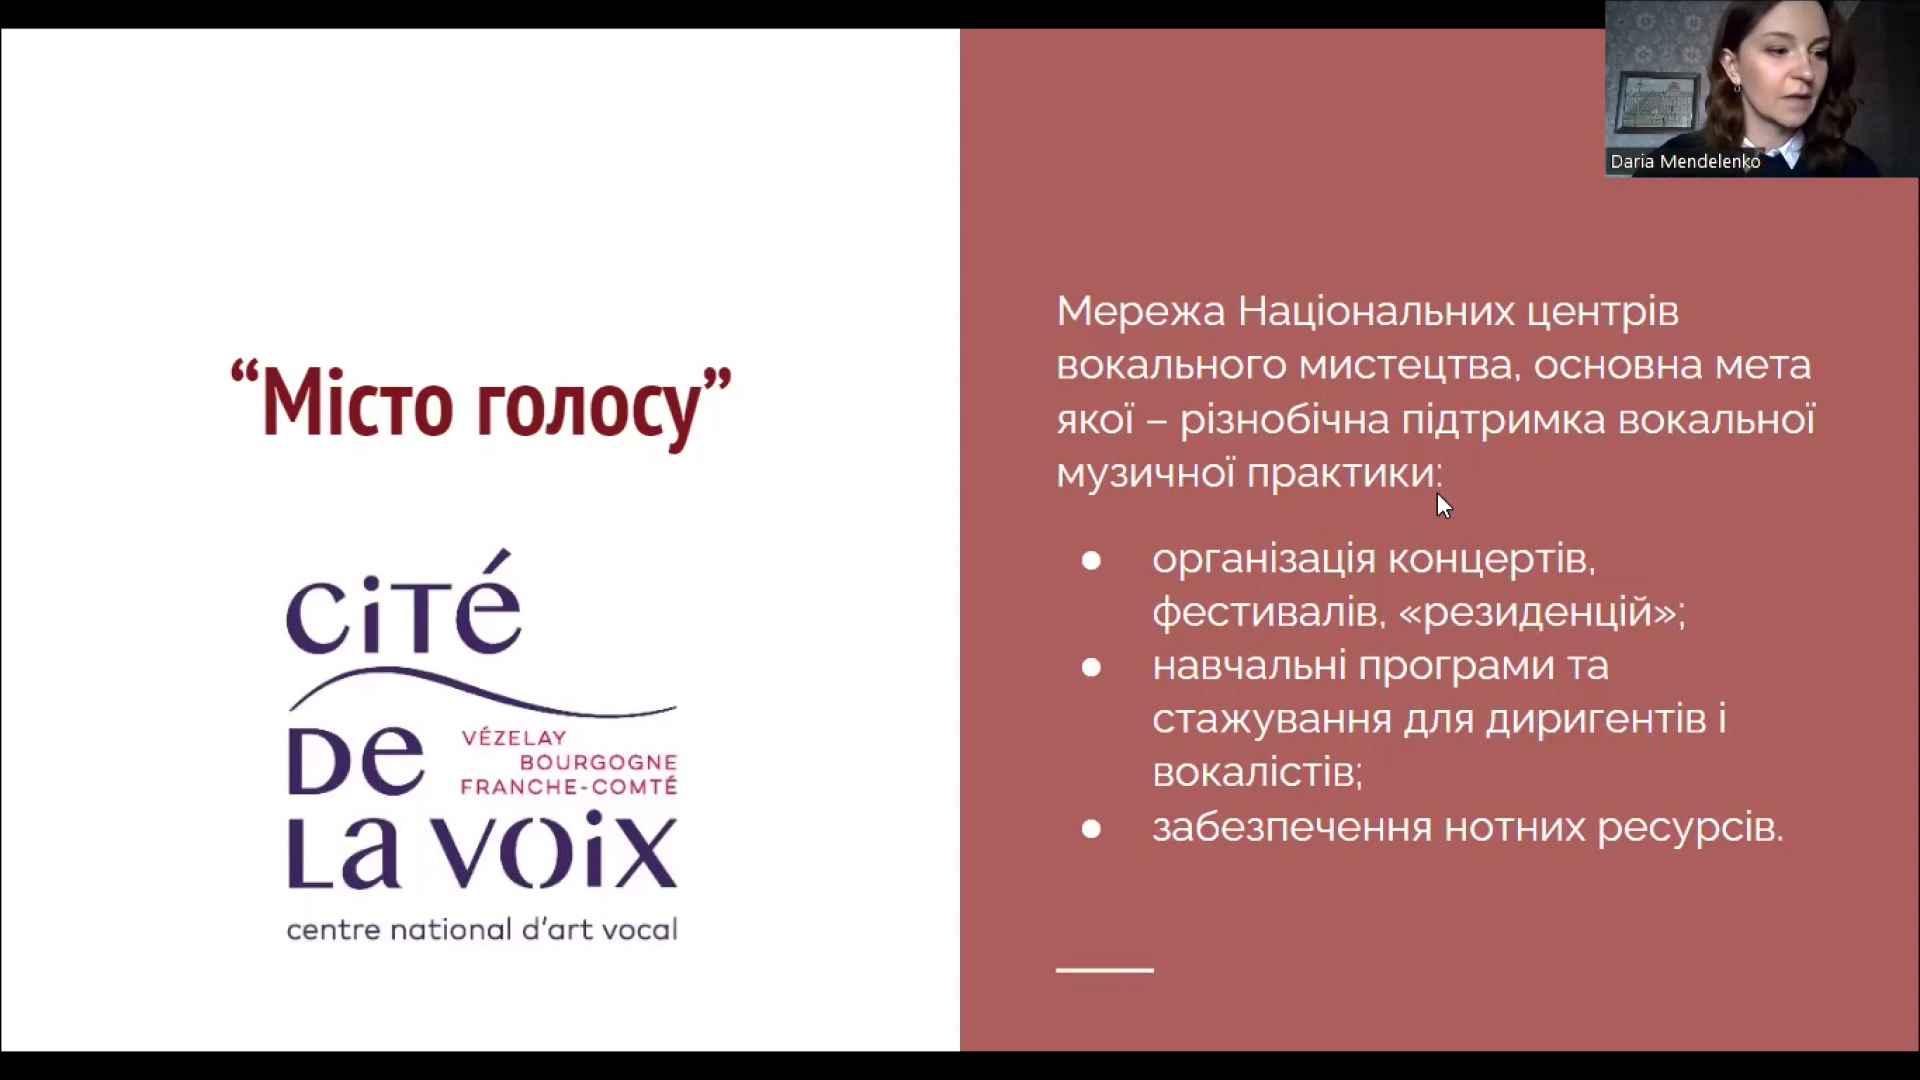 “Місто голосу”
CiTé
De
VÉZELAY
BOURGOGNE
FRANCHE-COMTÉ
La voix
centre national d'art vocal
Daria Mendelenko
Мережа Національних центрів
вокального мистецтва, основна мета
якої – різнобічна підтримка вокальної
музичної практики:
● організація концертів,
фестивалів, «резиденцій»;
● навчальні програми та
стажування для диригентів і
вокалістів;
● забезпечення нотних ресурсів.